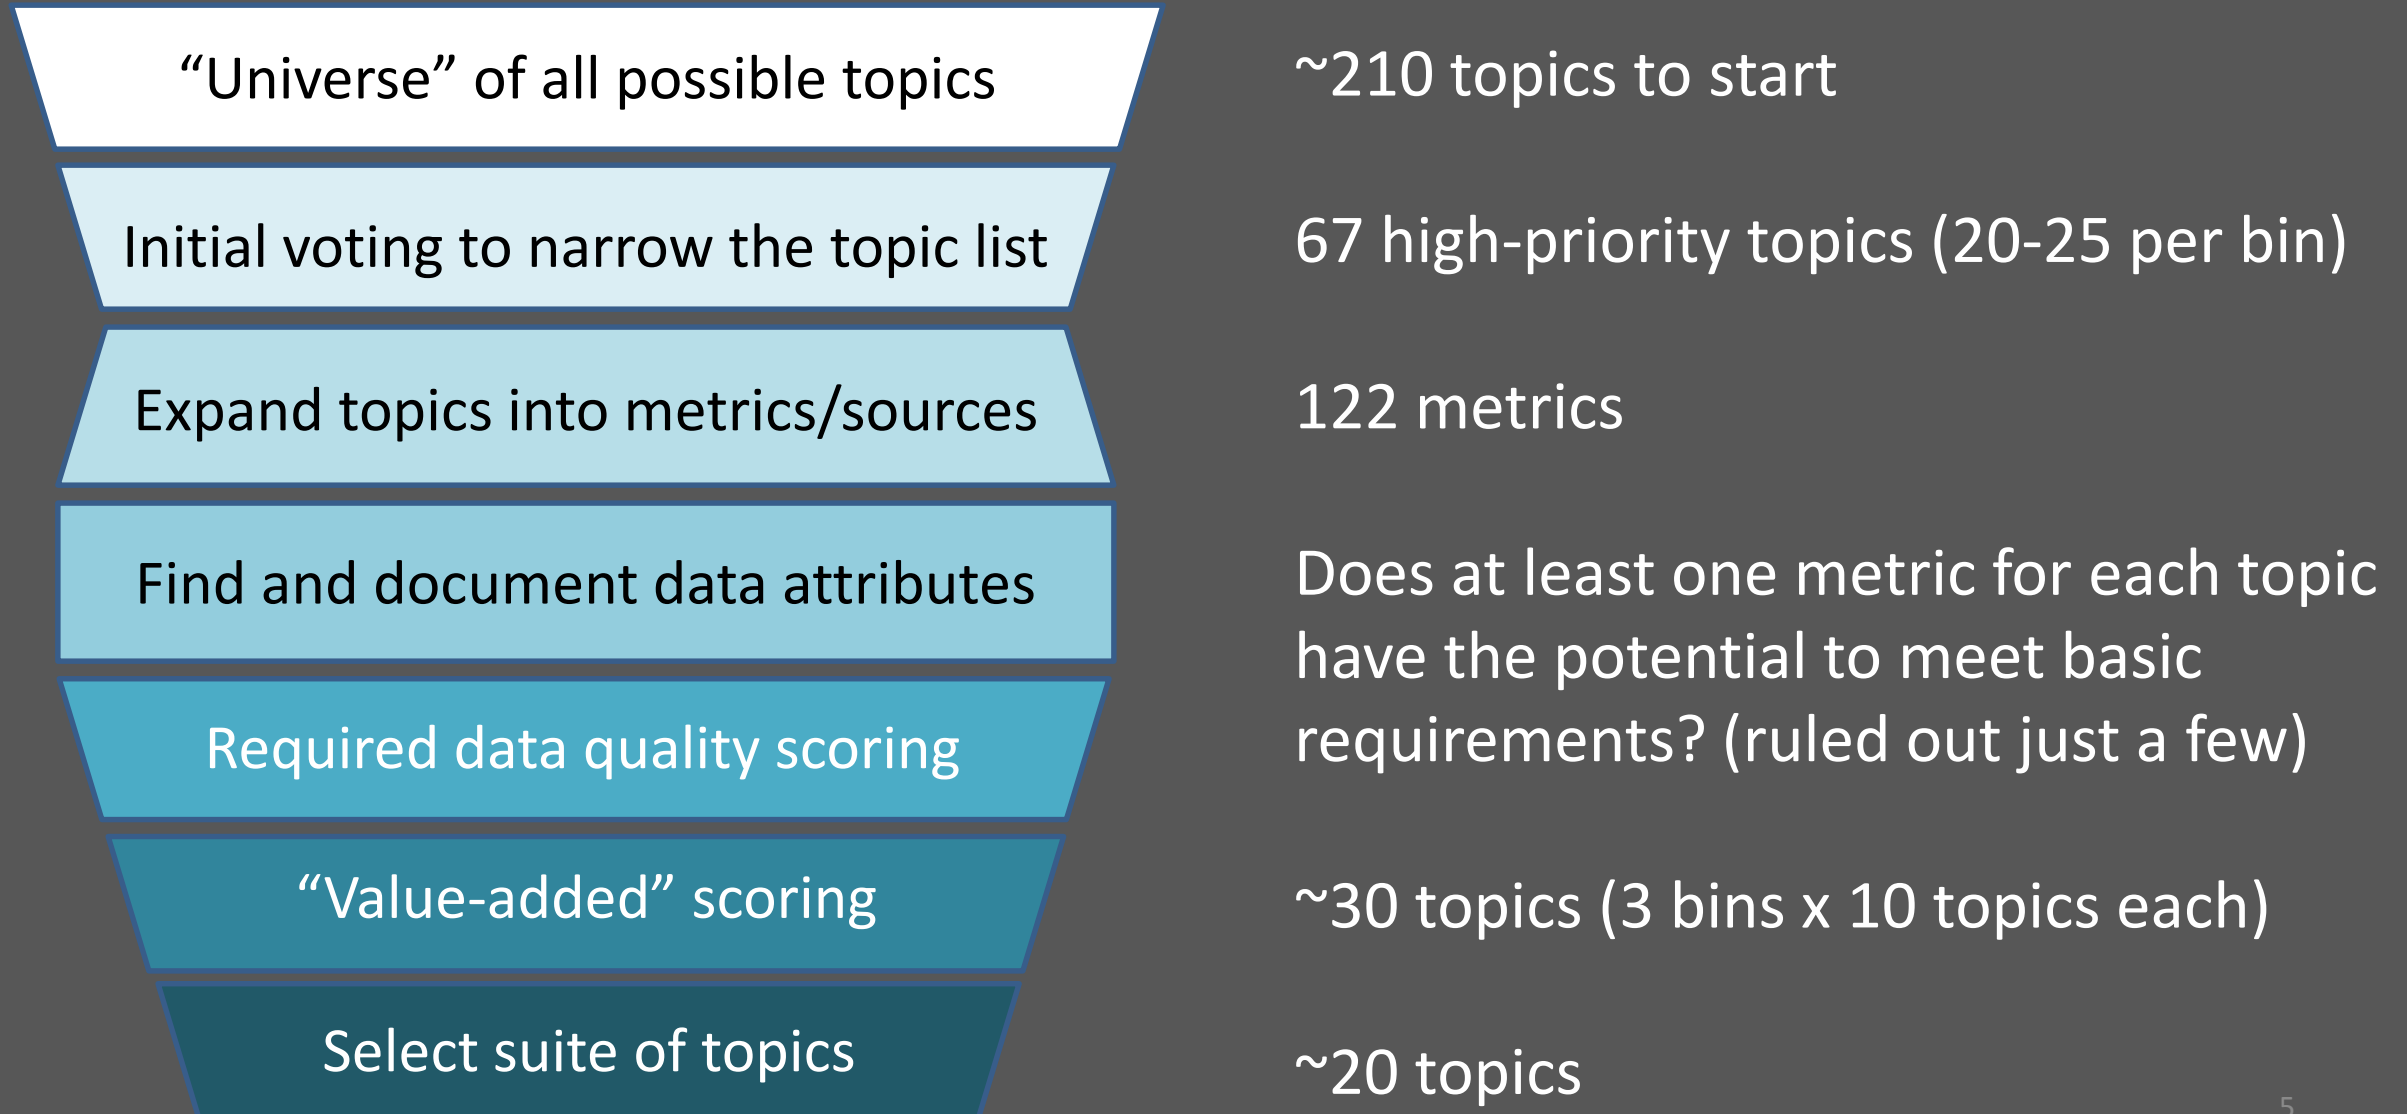 “Universe” of all possible topics
~210 topics to start
Initial voting to narrow the topic list
67 high-priority topics (20-25 per bin)
Expand topics into metrics/sources
122 metrics
Find and document data attributes
Does at least one metric for each topic
have the potential to meet basic
requirements? (ruled out just a few)
Required data quality scoring
“Value-added” scoring
~30 topics (3 bins x 10 topics each)
Select suite of topics
~20 topics
5